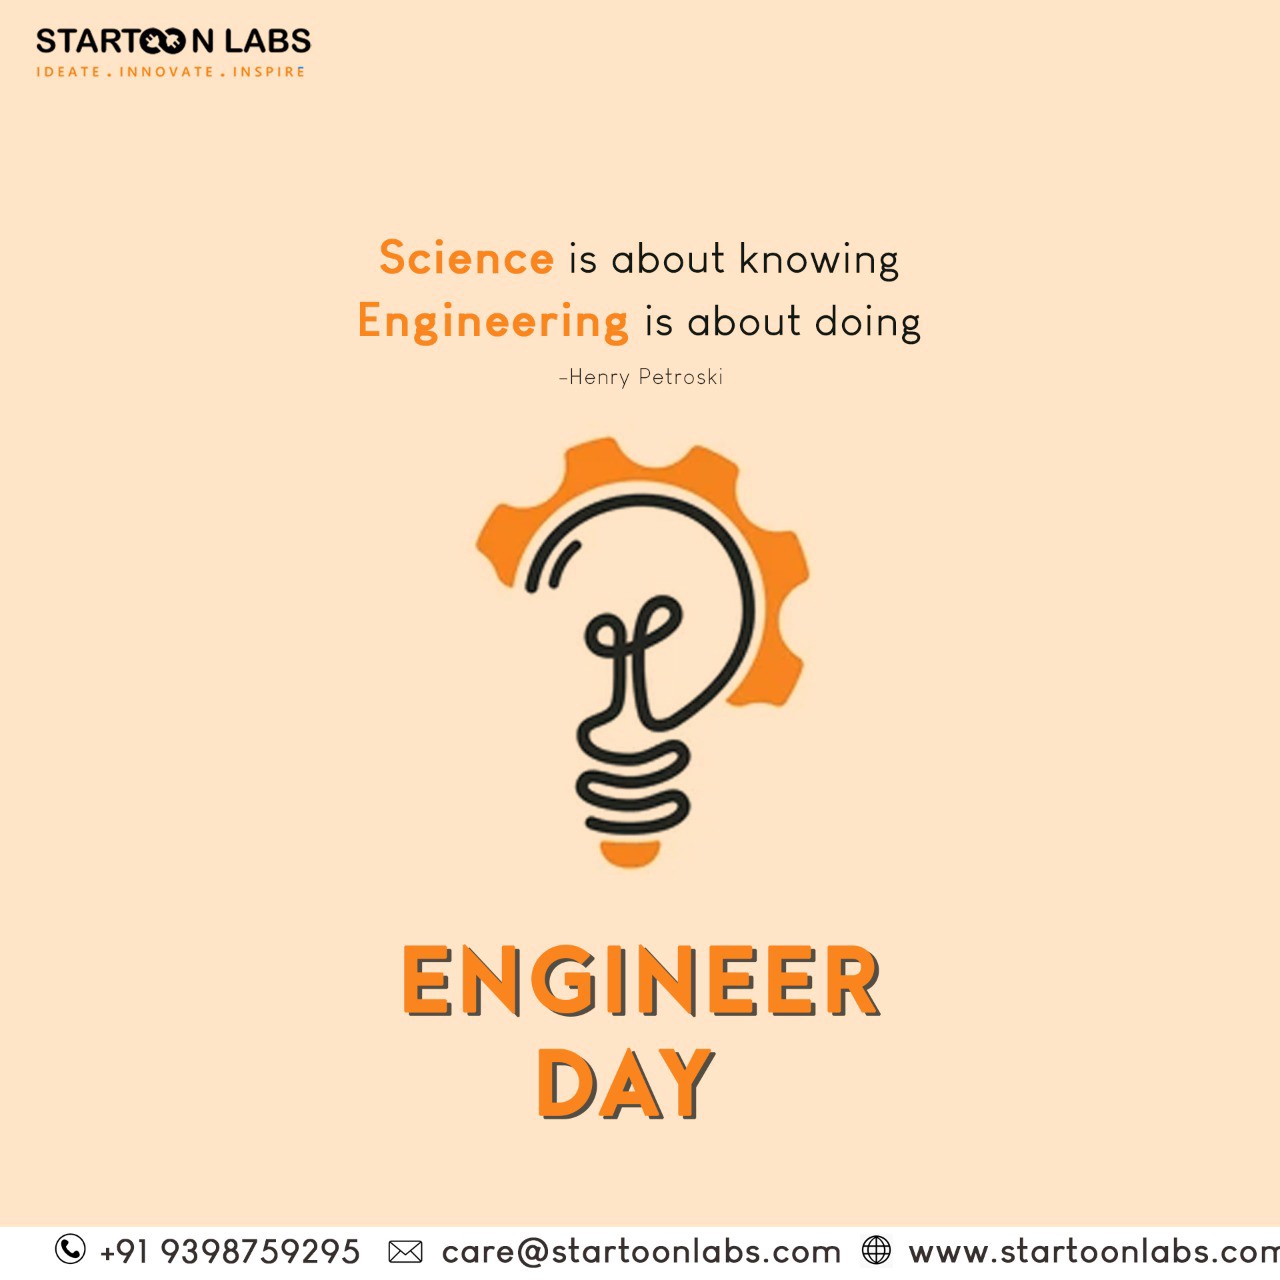 STARTOON LABS
IDEATE . INNOVATE . INSPIRE
Science is about knowing
Engineering is about doing
-Henry Petroski
ENGINEER
DAY
+91 9398759295 care@startoonlabs.com www.startoonlabs.com